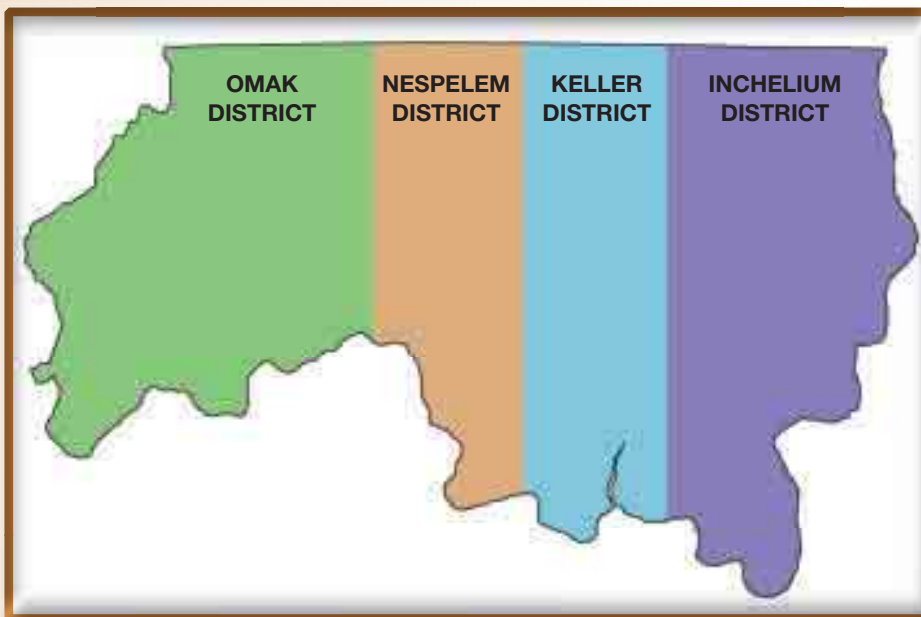 OMAK
DISTRICT
NESPELEM
DISTRICT
KELLER
DISTRICT
INCHELIUM
DISTRICT